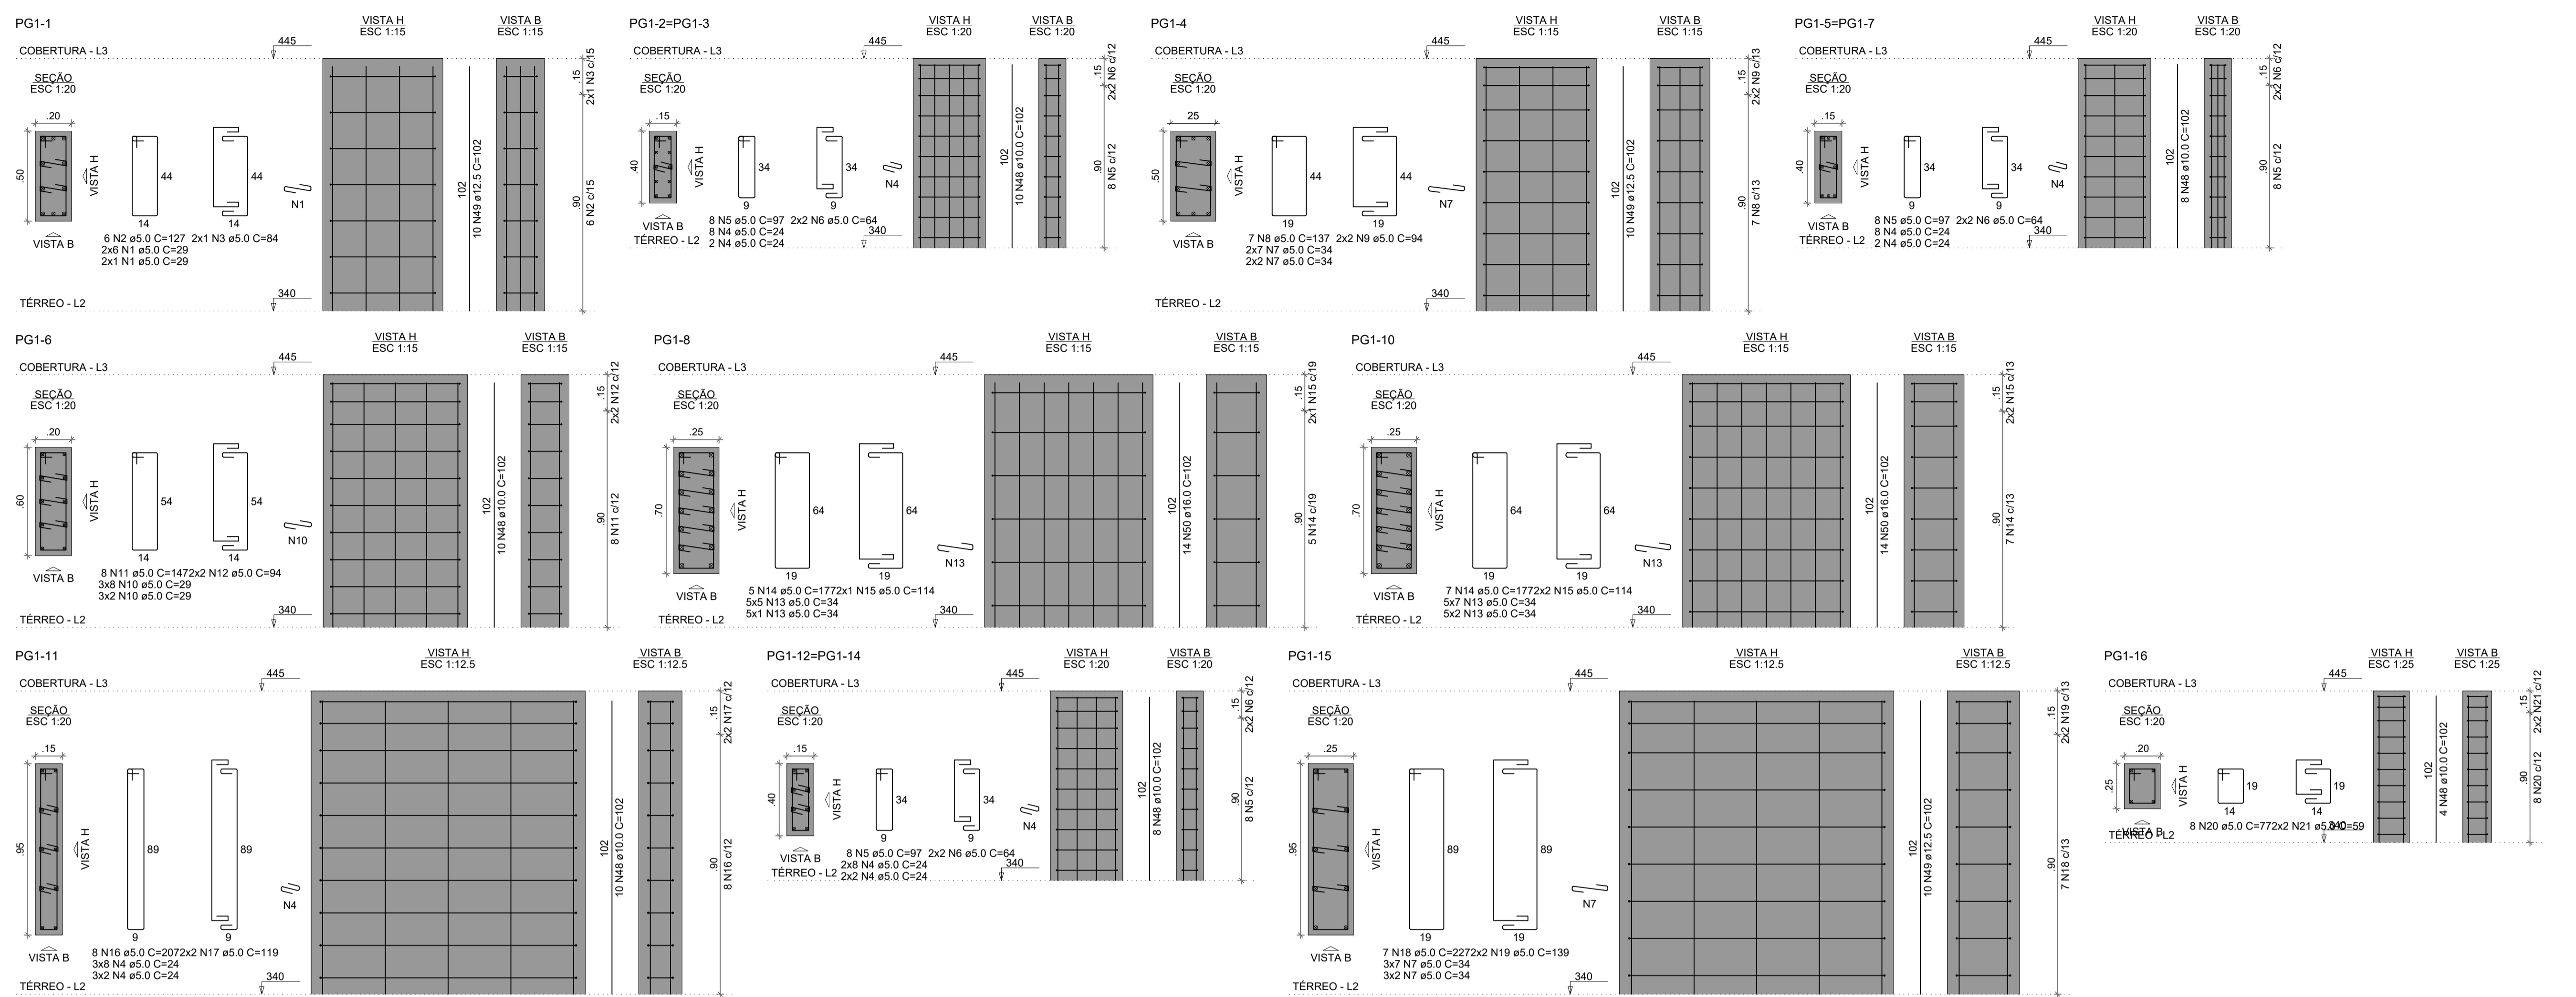 PG1-1
VISTA H
ESC 1:15
VISTA B
ESC 1:15
COBERTURA - L3
445
SEÇÃO
ESC 1:20
.20
.50
VISTA H
VISTA B
44
14
44
14
N1
6 N2 ø5.0 C=127 2x1 N3 ø5.0 C=84
2x6 N1 ø5.0 C=29
2x1 N1 ø5.0 C=29
102
10 N49 ø12.5 C=102
.15
2x1 N3 c/15
.90
6 N2 c/15
340
TÉRREO - L2
PG1-2=PG1-3
VISTA H
ESC 1:20
VISTA B
ESC 1:20
COBERTURA - L3
445
SEÇÃO
ESC 1:20
.15
.40
VISTA H
VISTA B
34
9
34
9
N4
8 N5 ø5.0 C=97 2x2 N6 ø5.0 C=64
8 N4 ø5.0 C=24
2 N4 ø5.0 C=24
102
10 N48 ø10.0 C=102
.15
2x2 N6 c/12
.90
8 N5 c/12
340
TÉRREO - L2
PG1-4
VISTA H
ESC 1:15
VISTA B
ESC 1:15
COBERTURA - L3
445
SEÇÃO
ESC 1:20
25
.50
VISTA H
VISTA B
44
19
44
19
N7
7 N8 ø5.0 C=137 2x2 N9 ø5.0 C=94
2x7 N7 ø5.0 C=34
2x2 N7 ø5.0 C=34
102
10 N49 ø12.5 C=102
.15
2x2 N9 c/13
.90
7 N8 c/13
340
TÉRREO - L2
PG1-5=PG1-7
VISTA H
ESC 1:20
VISTA B
ESC 1:20
COBERTURA - L3
445
SEÇÃO
ESC 1:20
.15
.40
VISTA H
VISTA B
34
9
34
9
N4
8 N5 ø5.0 C=97 2x2 N6 ø5.0 C=64
8 N4 ø5.0 C=24
2 N4 ø5.0 C=24
102
8 N48 ø10.0 C=102
.15
2x2 N6 c/12
.90
8 N5 c/12
340
TÉRREO - L2
PG1-6
VISTA H
ESC 1:15
VISTA B
ESC 1:15
COBERTURA - L3
445
SEÇÃO
ESC 1:20
.20
.60
VISTA H
VISTA B
54
14
54
14
N10
8 N11 ø5.0 C=1472x2 N12 ø5.0 C=94
3x8 N10 ø5.0 C=29
3x2 N10 ø5.0 C=29
102
10 N48 ø10.0 C=102
.15
2x2 N12 c/12
.90
8 N11 c/12
340
TÉRREO - L2
PG1-8
VISTA H
ESC 1:15
VISTA B
ESC 1:15
COBERTURA - L3
445
SEÇÃO
ESC 1:20
.25
.70
VISTA H
VISTA B
64
19
64
19
N13
5 N14 ø5.0 C=1772x1 N15 ø5.0 C=114
5x5 N13 ø5.0 C=34
5x1 N13 ø5.0 C=34
102
14 N50 ø16.0 C=102
.15
2x1 N15 c/19
.90
5 N14 c/19
340
TÉRREO - L2
PG1-10
VISTA H
ESC 1:15
VISTA B
ESC 1:15
COBERTURA - L3
445
SEÇÃO
ESC 1:20
.25
.70
VISTA H
VISTA B
64
19
64
19
N13
7 N14 ø5.0 C=1772x2 N15 ø5.0 C=114
5x7 N13 ø5.0 C=34
5x2 N13 ø5.0 C=34
102
14 N50 ø16.0 C=102
.15
2x2 N15 c/13
.90
7 N14 c/13
340
TÉRREO - L2
PG1-11
VISTA H
ESC 1:12.5
VISTA B
ESC 1:12.5
COBERTURA - L3
445
SEÇÃO
ESC 1:20
.15
.95
VISTA H
VISTA B
89
9
89
9
N4
8 N16 ø5.0 C=2072x2 N17 ø5.0 C=119
3x8 N4 ø5.0 C=24
3x2 N4 ø5.0 C=24
102
10 N48 ø10.0 C=102
.15
2x2 N17 c/12
.90
8 N16 c/12
340
TÉRREO - L2
PG1-12=PG1-14
VISTA H
ESC 1:20
VISTA B
ESC 1:20
COBERTURA - L3
445
SEÇÃO
ESC 1:20
.15
.40
VISTA H
VISTA B
34
9
34
9
N4
8 N5 ø5.0 C=97 2x2 N6 ø5.0 C=64
2x8 N4 ø5.0 C=24
2x2 N4 ø5.0 C=24
102
8 N48 ø10.0 C=102
.15
2x2 N6 c/12
.90
8 N5 c/12
340
TÉRREO - L2
PG1-15
VISTA H
ESC 1:12.5
VISTA B
ESC 1:12.5
COBERTURA - L3
445
SEÇÃO
ESC 1:20
.25
.95
VISTA H
VISTA B
89
19
89
19
N7
7 N18 ø5.0 C=2272x2 N19 ø5.0 C=139
3x7 N7 ø5.0 C=34
3x2 N7 ø5.0 C=34
102
10 N49 ø12.5 C=102
.15
2x2 N19 c/13
.90
7 N18 c/13
340
TÉRREO - L2
PG1-16
VISTA H
ESC 1:25
VISTA B
ESC 1:25
COBERTURA - L3
445
SEÇÃO
ESC 1:20
.20
.25
VISTA H
VISTA B
19
14
19
14
8 N20 ø5.0 C=772x2 N21 ø5.0 C=59
102
4 N48 ø10.0 C=102
.15
2x2 N21 c/12
.90
8 N20 c/12
340
TÉRREO - L2